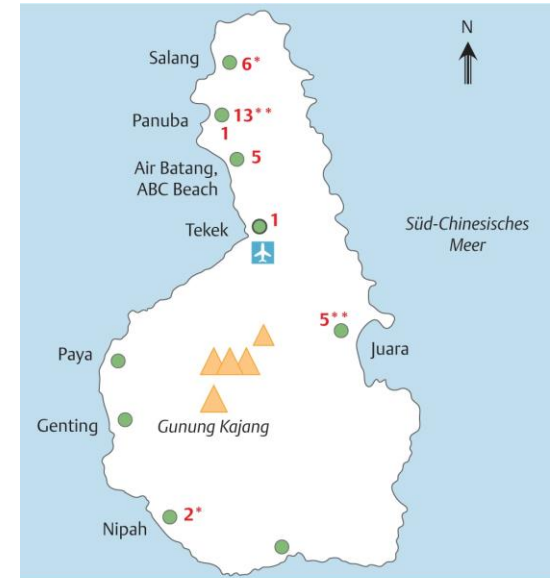 N
Salang
6*
Panuba
13**
1
Air Batang,
ABC Beach
5
Tekek
1
Süd-Chinesisches
Meer
5**
Juara
Paya
Genting
Gunung Kajang
Nipah
2*